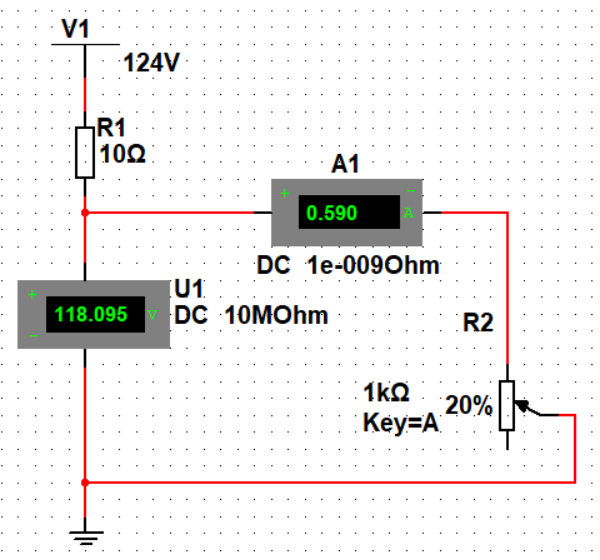 V1
124V
R1
10Ω
A1
+
-
0.590 A
DC 1e-009Ohm
+
118.095 V
-
U1
DC 10MOhm
R2
1kΩ
20%
Key=A